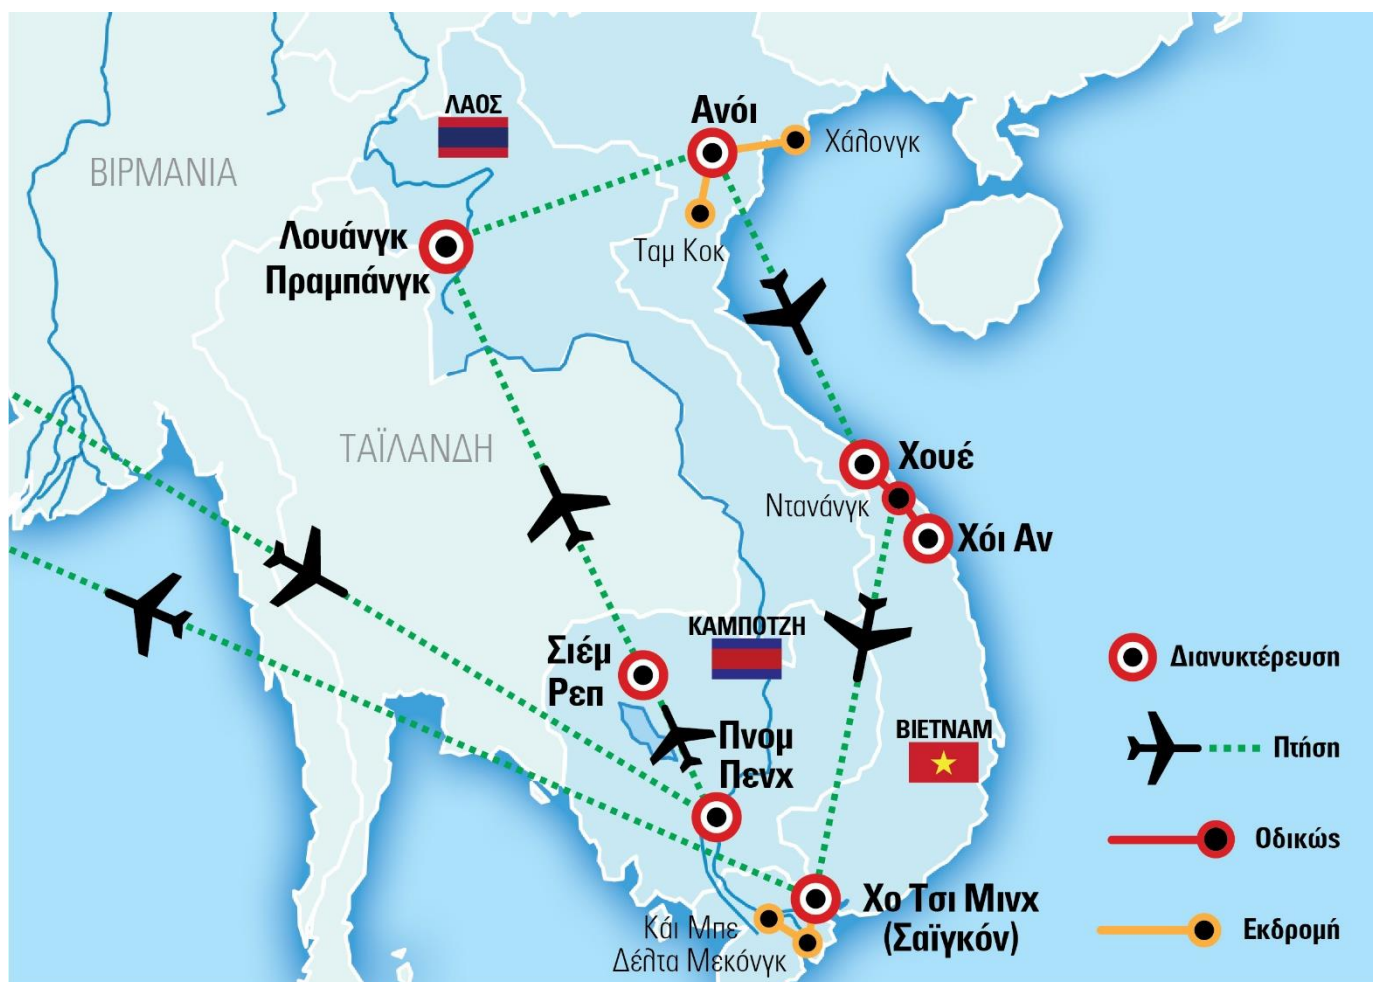 ΛΑΟΣ
Ανόι
Χάλονγκ
ΒΙΡΜΑΝΙΑ
Λουάνγκ
Πραμπάνγκ
Ταμ Κοκ
ΤΑΪΛΑΝΔΗ
Χουέ
Ντανάνγκ
Χόι Αν
ΚΑΜΠΟΤΖΗ
Σιέμ
Ρεπ
Διανυκτέρευση
Πνομ
Πενχ
ΒΙΕΤΝΑΜ
Πτήση
Οδικώς
Χο Τσι Μινχ
(Σαϊγκόν)
Κάι Μπε
Δέλτα Μεκόνγκ
Εκδρομή